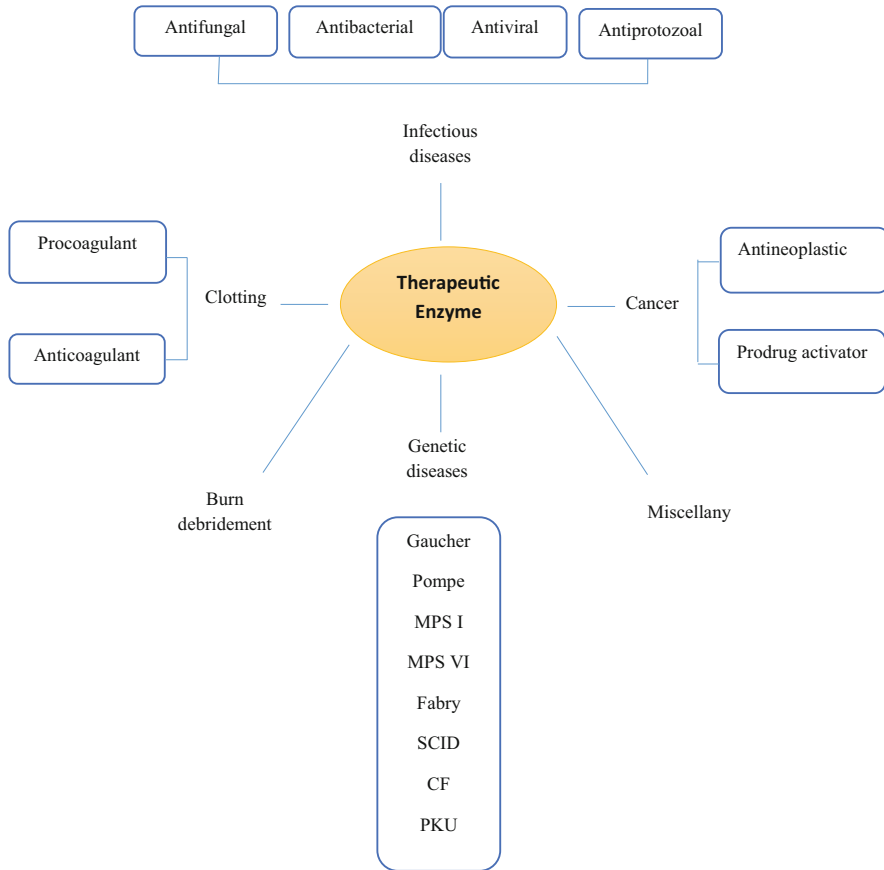 Antifungal
Antibacterial
Antiviral
Antiprotozoal
Infectious
diseases
Procoagulant
Clotting
Anticoagulant
Therapeutic
Enzyme
Cancer
Antineoplastic
Prodrug activator
Burn
debridement
Genetic
diseases
Miscellany
Gaucher
Pompe
MPS I
MPS VI
Fabry
SCID
CF
PKU